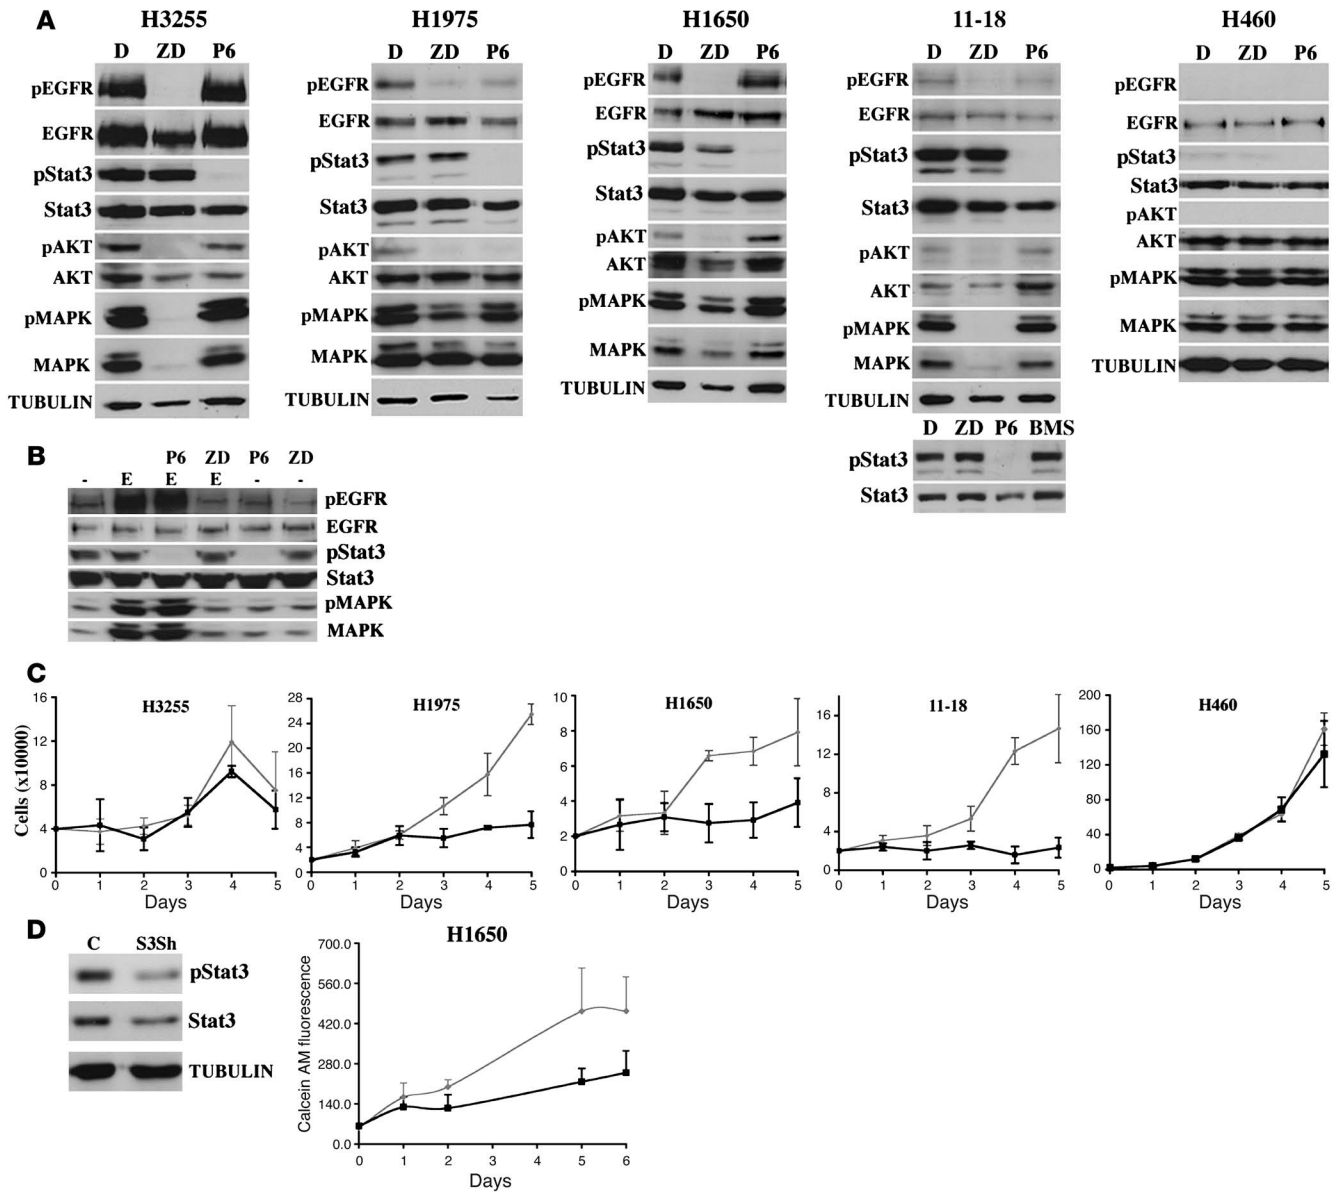 A
H3255
D ZD P6
pEGFR
EGFR
pStat3
Stat3
pAKT
AKT
pMAPK
MAPK
TUBULIN
H1975
D ZD P6
pEGFR
EGFR
pStat3
Stat3
pAKT
AKT
pMAPK
MAPK
TUBULIN
H1650
D ZD P6
pEGFR
EGFR
pStat3
Stat3
pAKT
AKT
pMAPK
MAPK
TUBULIN
11-18
D ZD P6
pEGFR
EGFR
pStat3
Stat3
pAKT
AKT
pMAPK
MAPK
TUBULIN
D ZD P6 BMS
pStat3
Stat3
H460
D ZD P6
pEGFR
EGFR
pStat3
Stat3
pAKT
AKT
pMAPK
MAPK
TUBULIN
B
P6 ZD P6 ZD
- E E E - -
pEGFR
EGFR
pStat3
Stat3
pMAPK
MAPK
C
Cells (x10000)
H3255
16
12
8
4
0
0 1 2 3 4 5
Days
H1975
28
24
20
16
12
8
4
0
0 1 2 3 4 5
Days
H1650
10
8
6
4
2
0
0 1 2 3 4 5
Days
11-18
16
12
8
4
0
0 1 2 3 4 5
Days
H460
200
160
120
80
40
0
0 1 2 3 4 5
Days
D
C S3Sh
pStat3
Stat3
TUBULIN
H1650
Calcein AM fluorescence
700.0
560.0
420.0
280.0
140.0
0.0
0 1 2 3 4 5 6
Days